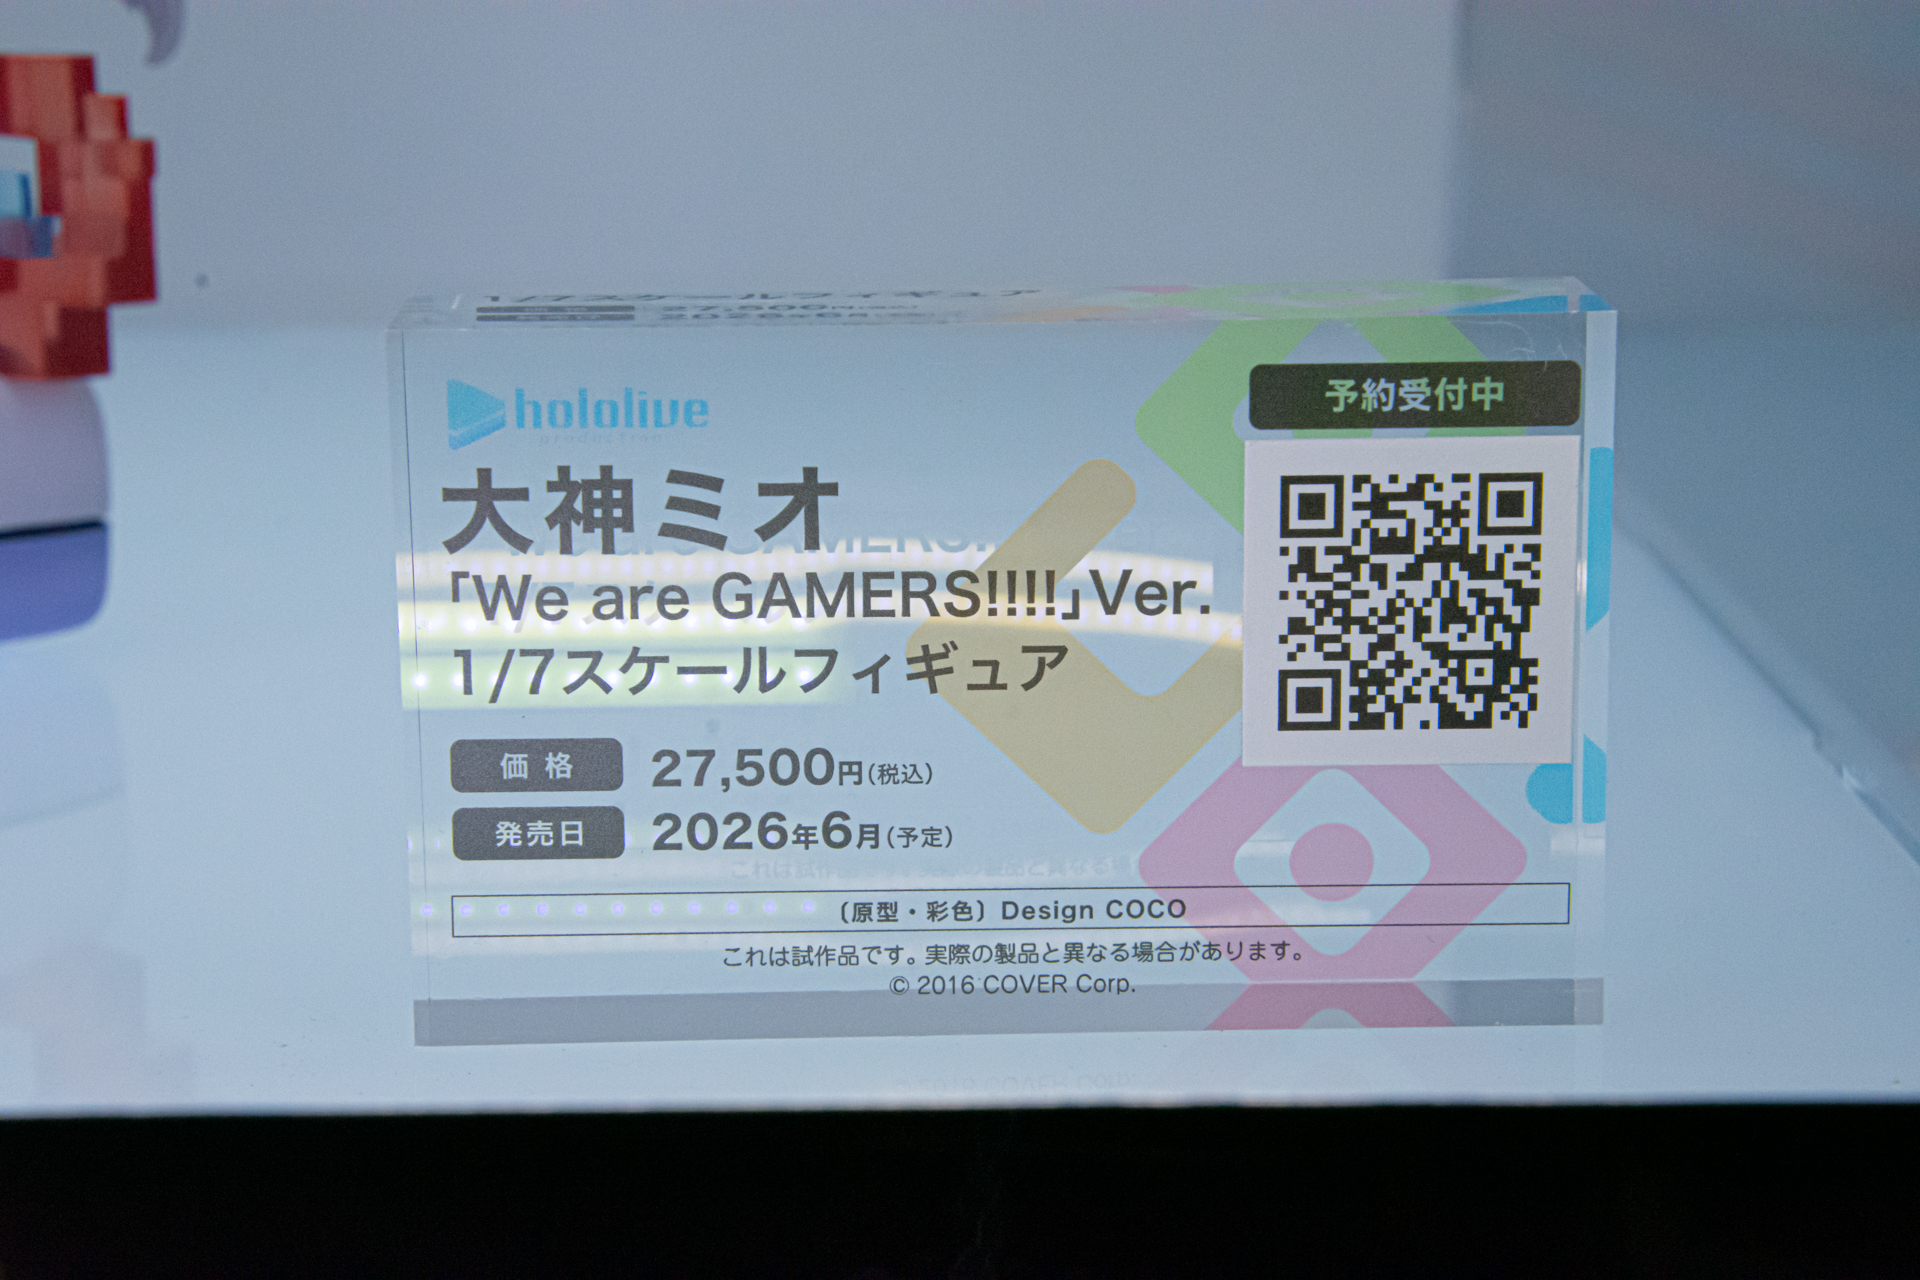 hololive
production
大神ミオ
「We are GAMERS!!!!」Ver.
1/7スケールフィギュア
価格 27,500円(税込)
発売日 2026年6月(予定)
予約受付中
〔原型・彩色〕Design COCO
これは試作品です。実際の製品と異なる場合があります。
© 2016 COVER Corp.